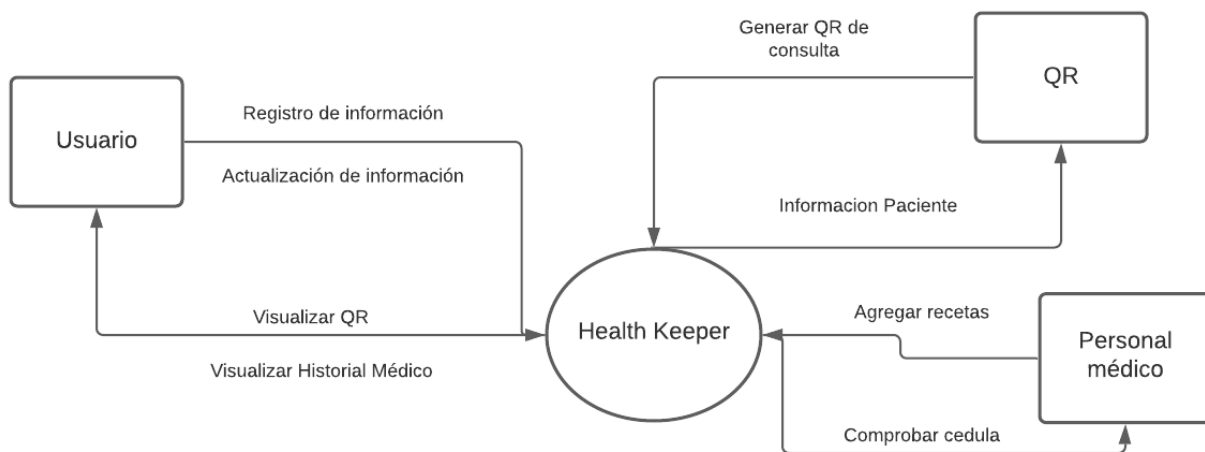 Generar QR de
consulta
QR
Usuario
Registro de información
Actualización de información
Informacion Paciente
Visualizar QR
Visualizar Historial Médico
Health Keeper
Agregar recetas
Personal
médico
Comprobar cedula